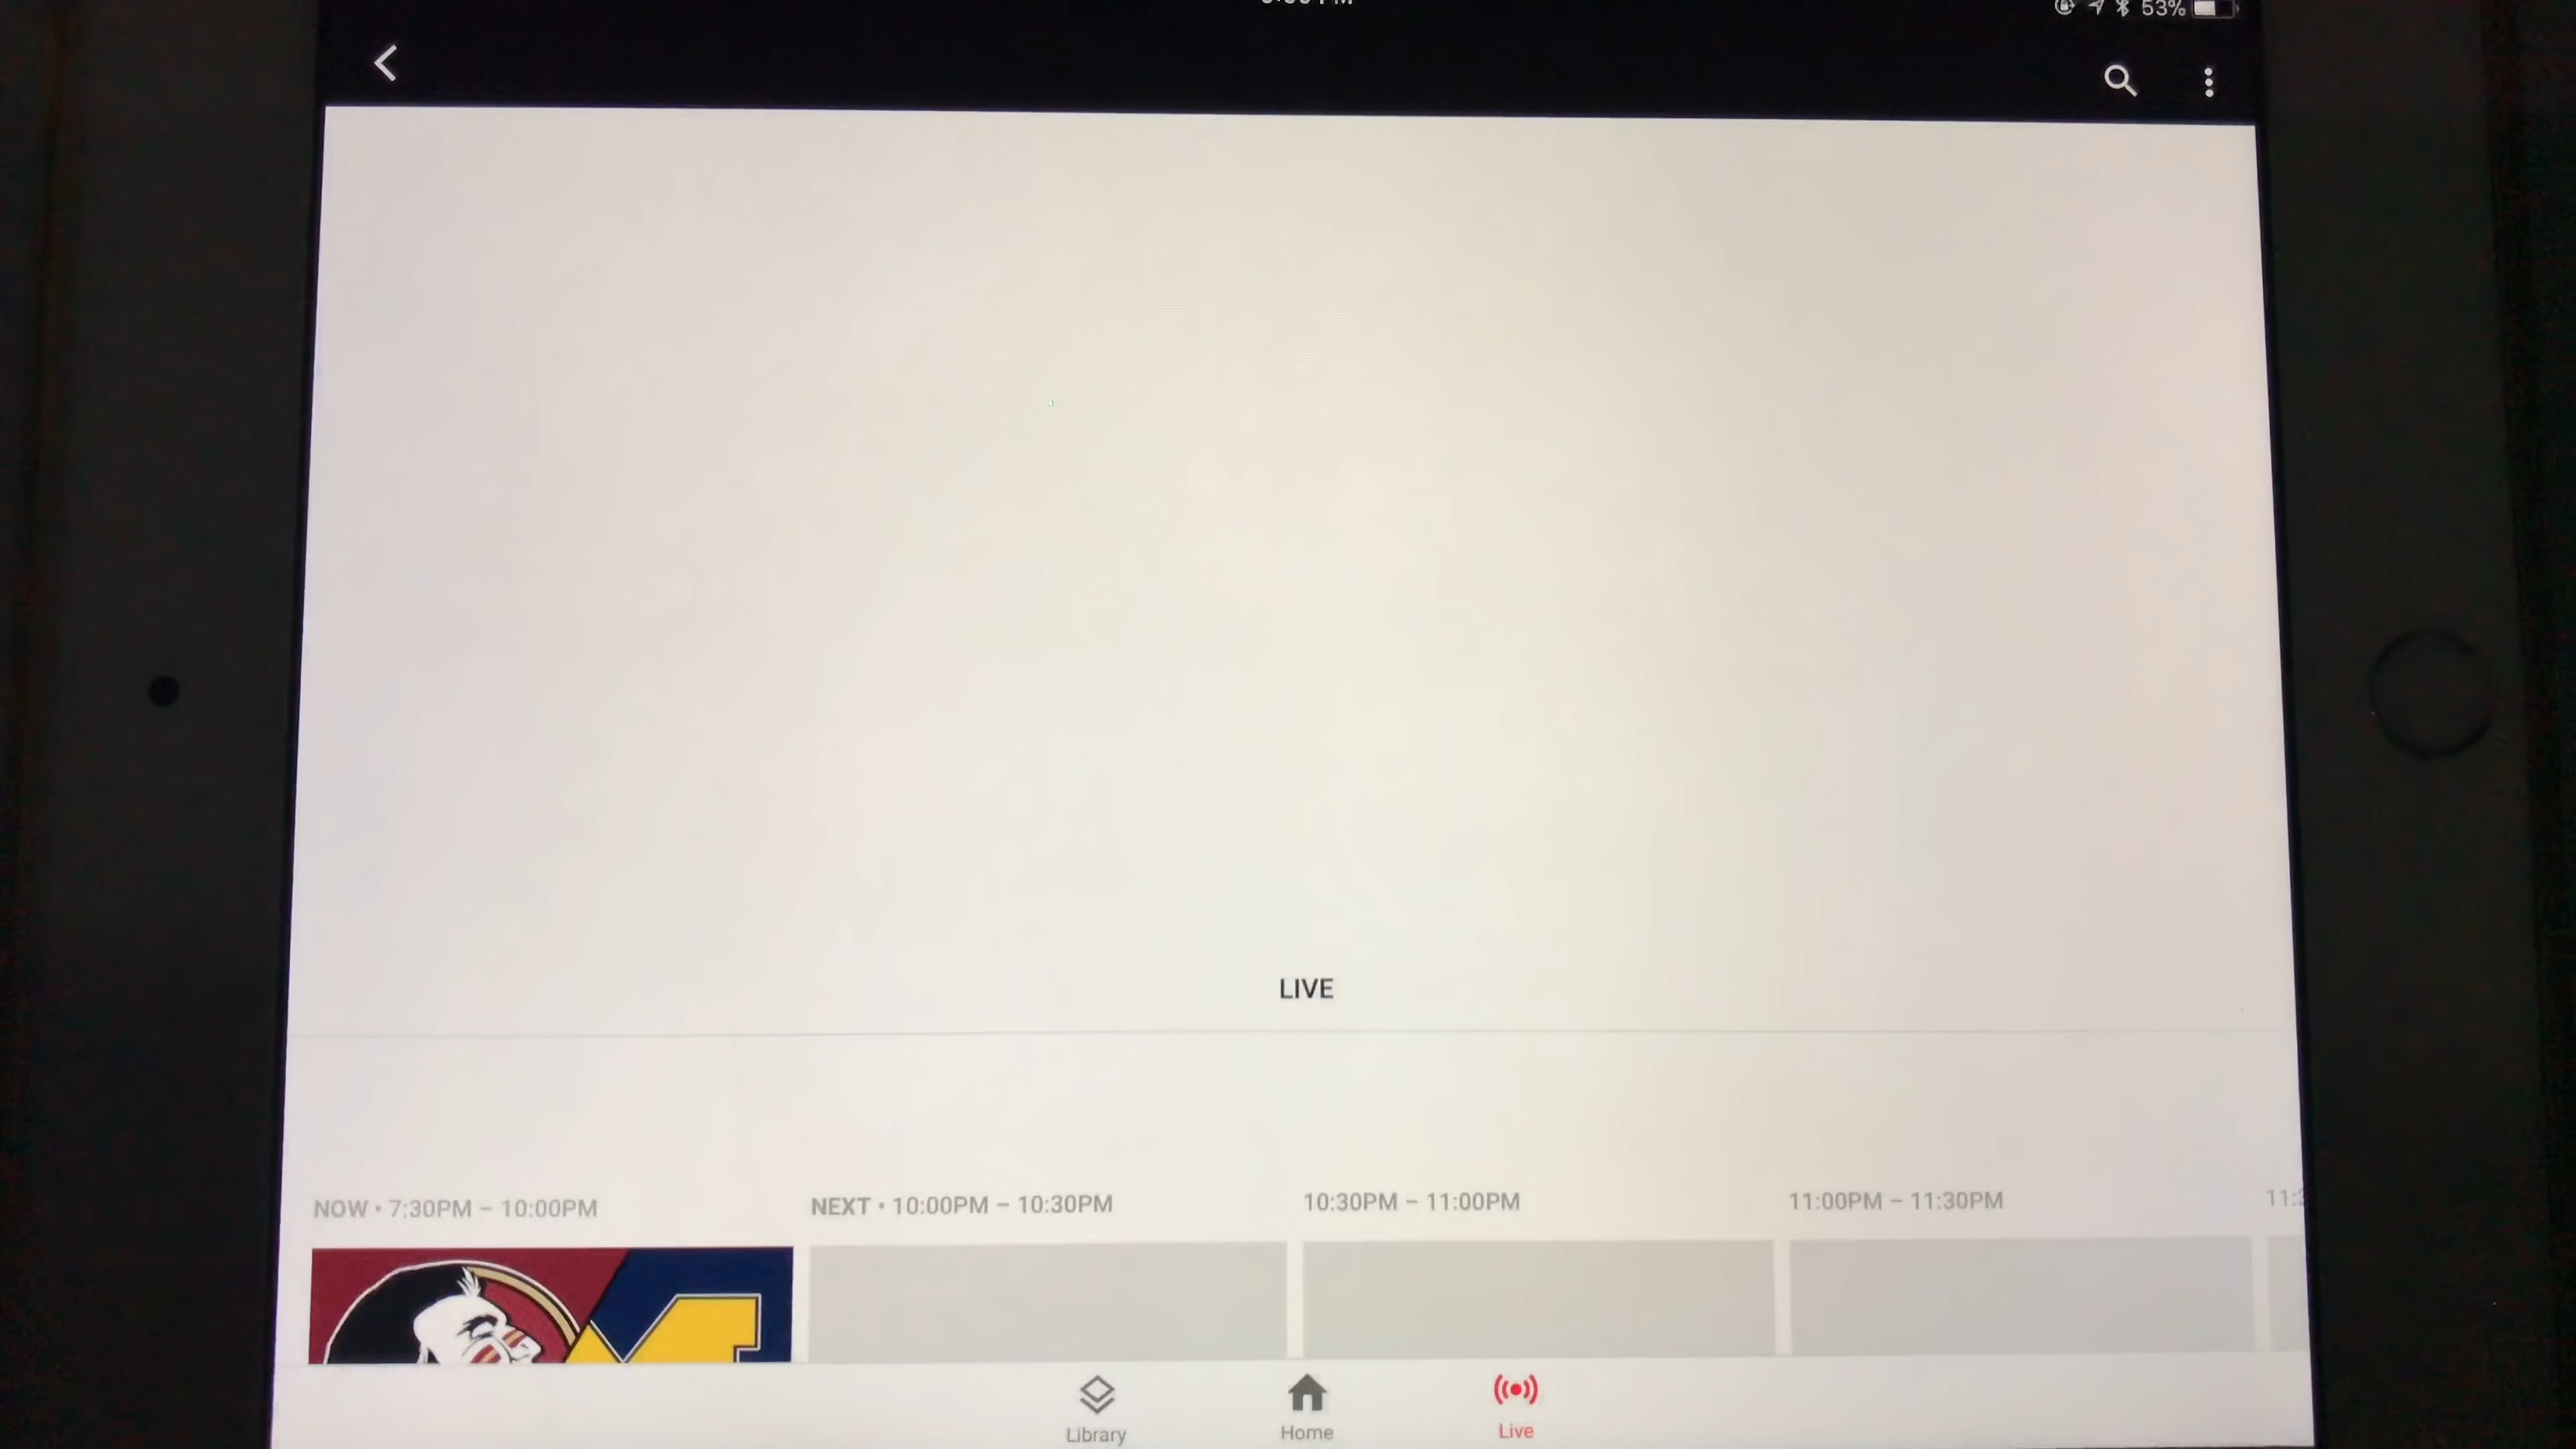 53%
LIVE
NOW • 7:30PM – 10:00PM
NEXT • 10:00PM – 10:30PM
10:30PM – 11:00PM
11:00PM – 11:30PM
Library
Home
Live